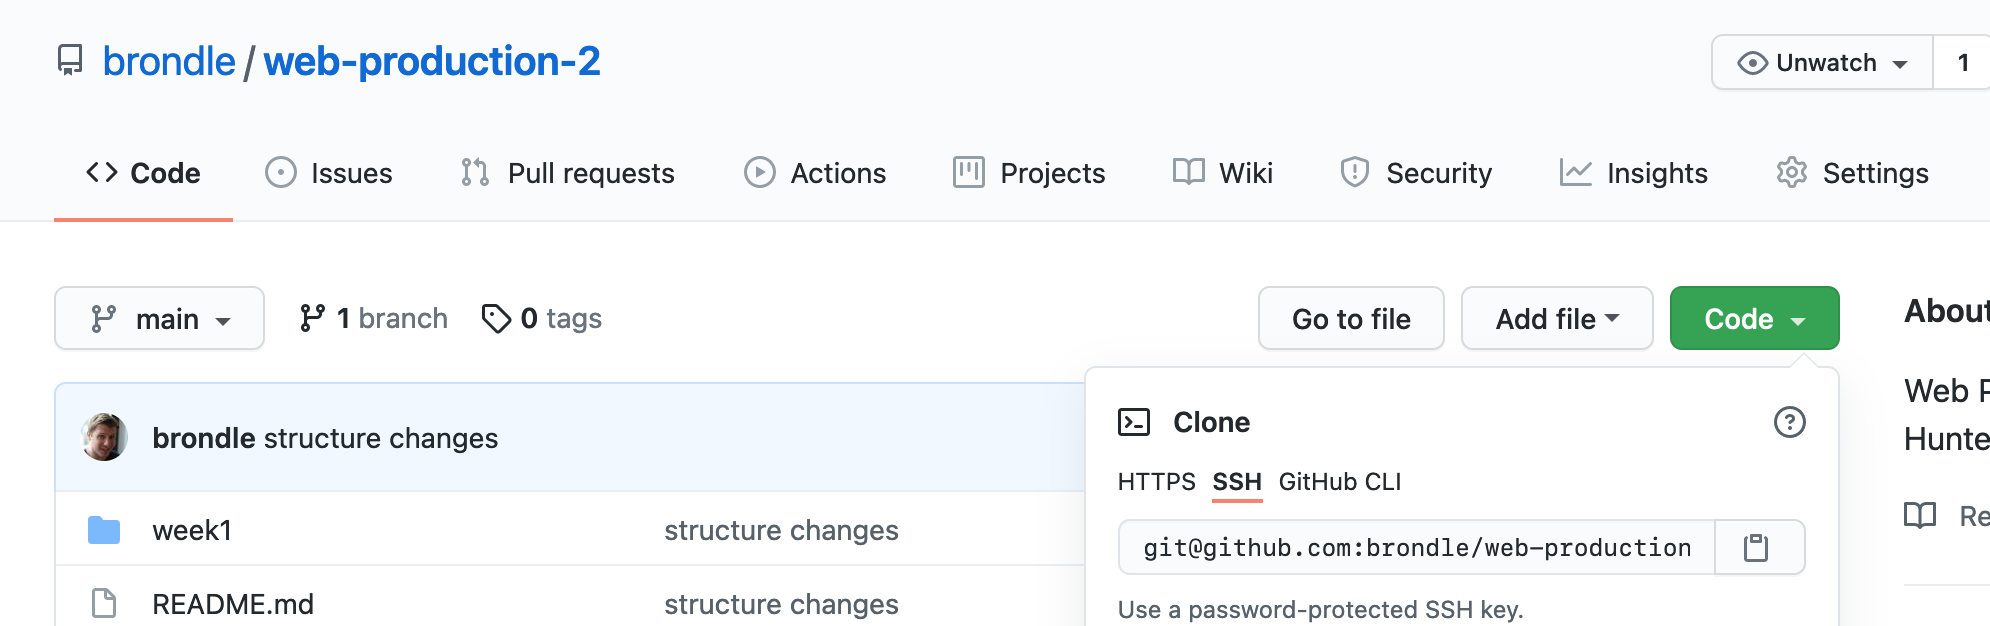 brondle / web-production-2
Unwatch 1
Code Issues Pull requests Actions Projects Wiki Security Insights Settings
main 1 branch 0 tags Go to file Add file Code
About
brondle structure changes
Clone
Web
HTTPS SSH GitHub CLI
week1 structure changes
git@github.com:brondle/web-production
README.md structure changes
Use a password-protected SSH key.